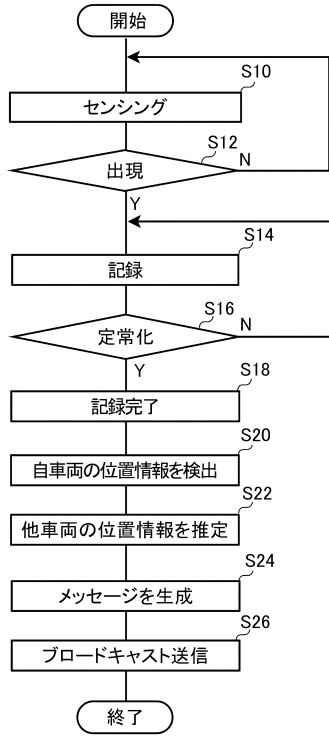 開始
S10
センシング
S12
出現
N
Y
S14
記録
S16
定常化
N
Y
S18
記録完了
S20
自車両の位置情報を検出
S22
他車両の位置情報を推定
S24
メッセージを生成
S26
ブロードキャスト送信
終了